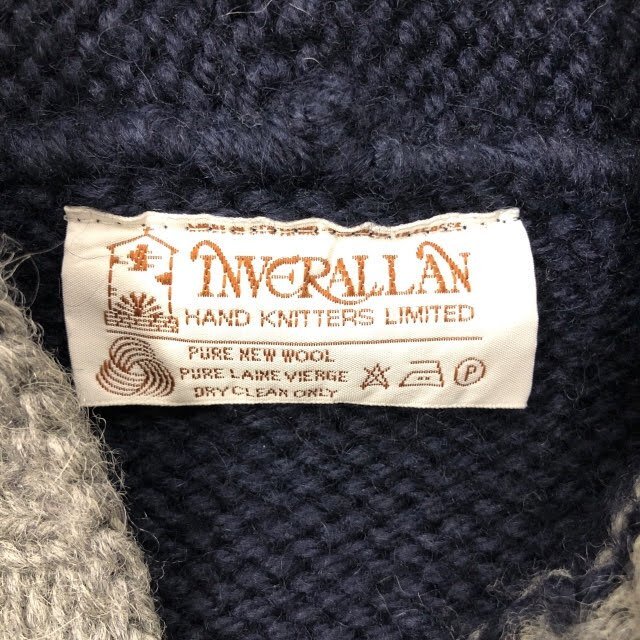 INVERALLAN
HAND KNITTERS LIMITED
PURE NEW WOOL
PURE LAINE VIERGE
DRY CLEAN ONLY
P